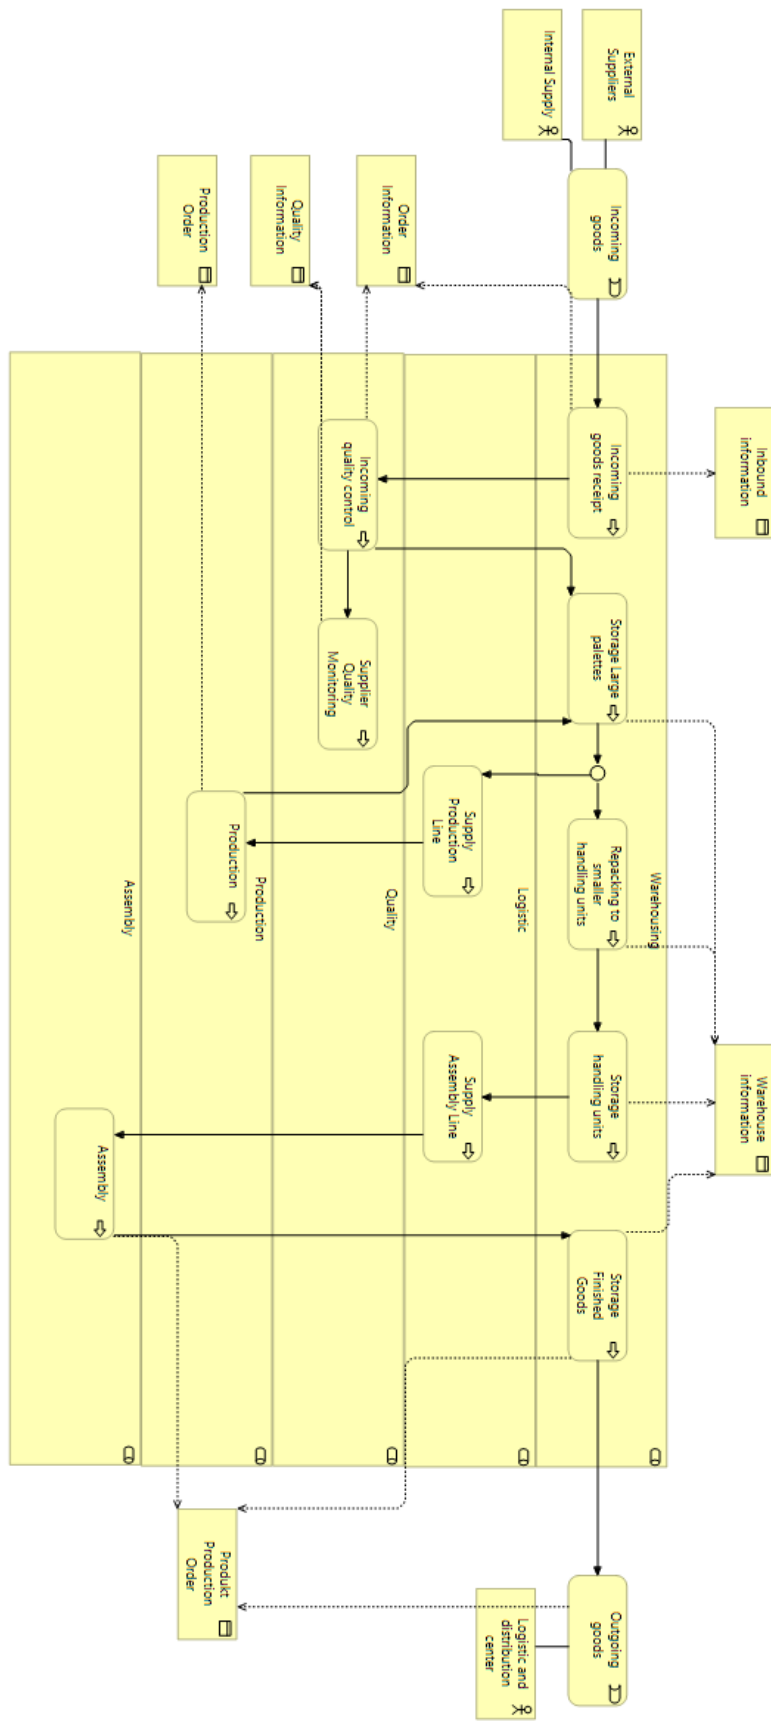 External
Suppliers
Internal Supply
Incoming
goods
Order
Information
Quality
Information
Production
Order
Inbound
information
Warehouse
information
Warehousing
Incoming
goods receipt
Storage Large
palettes
Repacking to
smaller
handling units
Storage
handling units
Storage
Finished
Goods
Logistic
Supply
Production
Line
Supply
Assembly Line
Quality
Incoming
quality control
Supplier
Quality
Monitoring
Production
Production
Assembly
Assembly
Outgoing
goods
Logistic and
distribution
center
Produkt
Production
Order